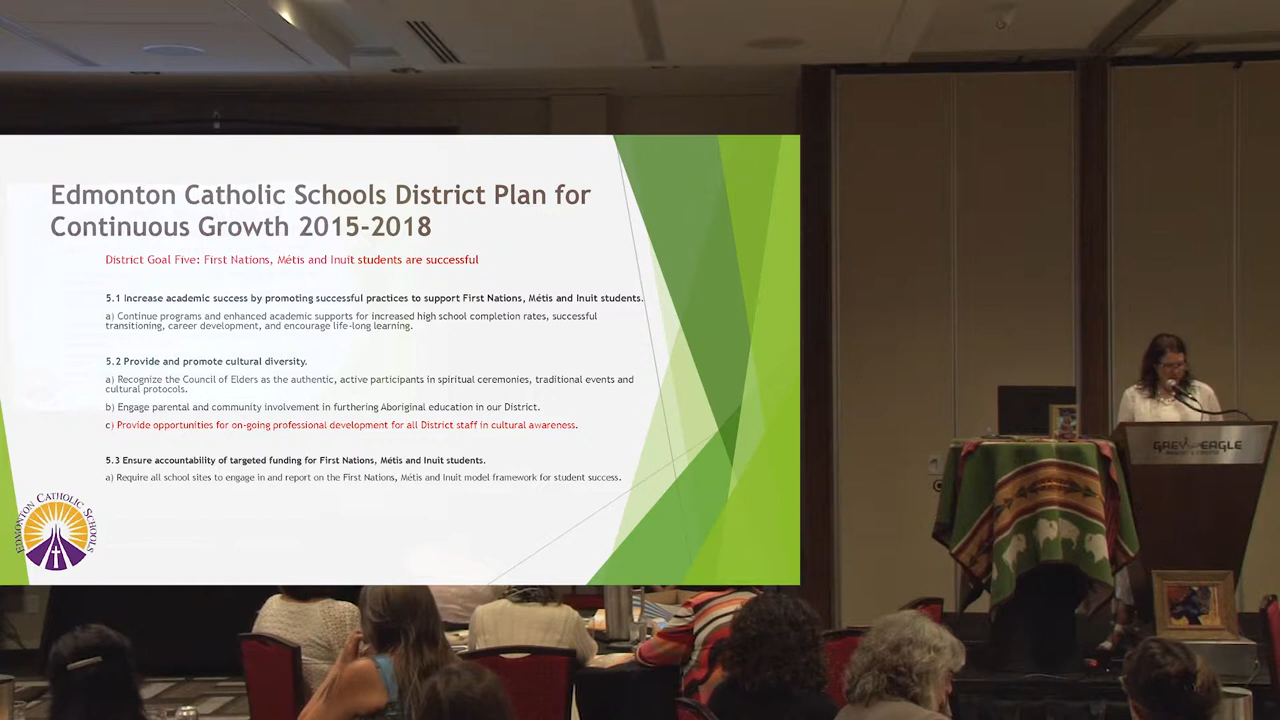 Edmonton Catholic Schools District Plan for
Continuous Growth 2015-2018
District Goal Five: First Nations, Métis and Inuit students are successful
5.1 Increase academic success by promoting successful practices to support First Nations, Métis and Inuit students.
a) Continue programs and enhanced academic supports for increased high school completion rates, successful
transitioning, career development, and encourage life-long learning.
5.2 Provide and promote cultural diversity.
a) Recognize the Council of Elders as the authentic, active participants in spiritual ceremonies, traditional events and
cultural protocols.
b) Engage parental and community involvement in furthering Aboriginal education in our District.
c) Provide opportunities for on-going professional development for all District staff in cultural awareness.
5.3 Ensure accountability of targeted funding for First Nations, Métis and Inuit students.
a) Require all school sites to engage in and report on the First Nations, Métis and Inuit model framework for student success.
EDMONTON CATHOLIC SCHOOLS
GREY EAGLE
RESORT & CASINO